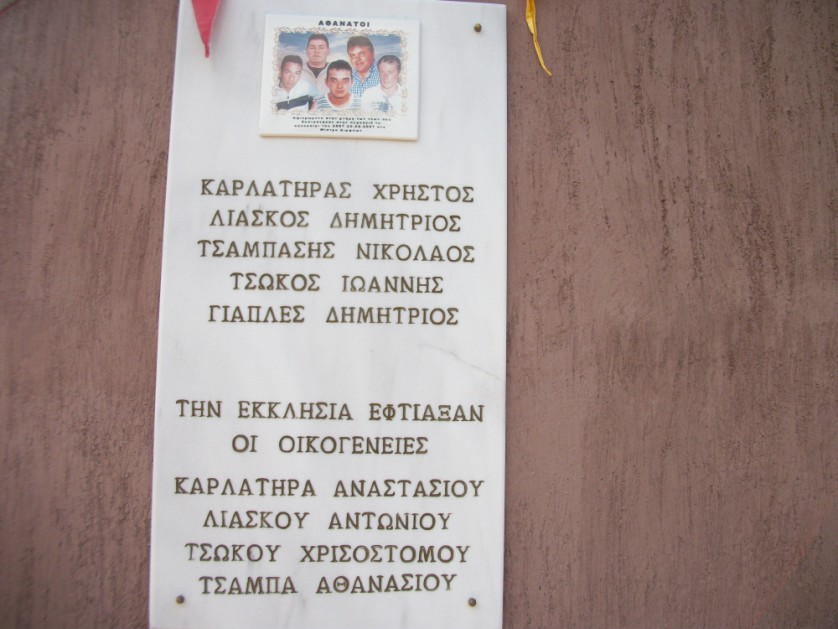 ΑΘΑΝΑΤΟΙ
ΚΑΡΛΑΤΗΡΑΣ ΧΡΗΣΤΟΣ
ΛΙΑΣΚΟΣ ΔΗΜΗΤΡΙΟΣ
ΤΣΑΜΠΑΣΗΣ ΝΙΚΟΛΑΟΣ
ΤΣΩΚΟΣ ΙΩΑΝΝΗΣ
ΓΙΑΠΛΕΣ ΔΗΜΗΤΡΙΟΣ
ΤΗΝ ΕΚΚΛΗΣΙΑ ΕΦΤΙΑΞΑΝ
ΟΙ ΟΙΚΟΓΕΝΕΙΕΣ
ΚΑΡΛΑΤΗΡΑ ΑΝΑΣΤΑΣΙΟΥ
ΛΙΑΣΚΟΥ ΑΝΤΩΝΙΟΥ
ΤΣΩΚΟΥ ΧΡΙΣΟΣΤΟΜΟΥ
ΤΣΑΜΠΑ ΑΘΑΝΑΣΙΟΥ